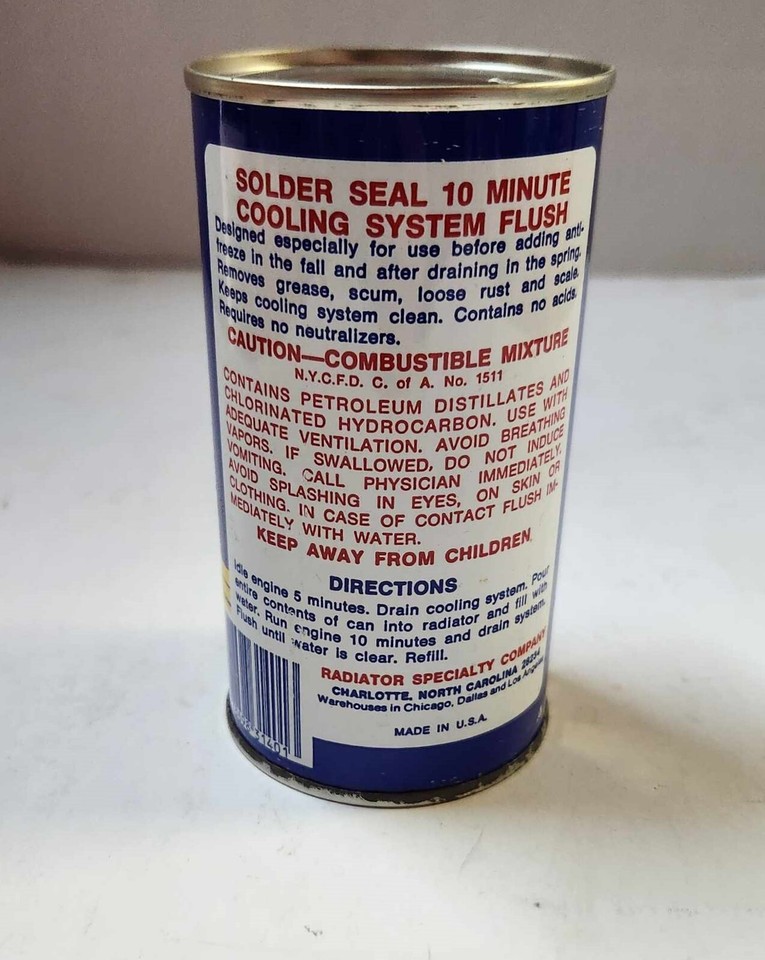 SOLDER SEAL 10 MINUTE
COOLING SYSTEM FLUSH
Designed especially for use before adding anti-
freeze in the fall and after draining in the spring.
Removes grease, scum, loose rust and scale.
Keeps cooling system clean. Contains no acids.
Requires no neutralizers.
CAUTION—COMBUSTIBLE MIXTURE
N.Y.C.F.D. C. of A. No. 1511
CONTAINS PETROLEUM DISTILLATES AND
CHLORINATED HYDROCARBON. USE WITH
ADEQUATE VENTILATION. AVOID BREATHING
VAPORS. IF SWALLOWED, DO NOT INDUCE
VOMITING. CALL PHYSICIAN IMMEDIATELY.
AVOID SPLASHING IN EYES, ON SKIN OR
CLOTHING. IN CASE OF CONTACT FLUSH IM-
MEDIATELY WITH WATER.
KEEP AWAY FROM CHILDREN
DIRECTIONS
Idle engine 5 minutes. Drain cooling system. Pour
entire contents of can into radiator and fill with
water. Run engine 10 minutes and drain system.
Flush until water is clear. Refill.
RADIATOR SPECIALTY COMPANY
CHARLOTTE, NORTH CAROLINA 28234
Warehouses in Chicago, Dallas and Los Angeles
MADE IN U.S.A.
31401